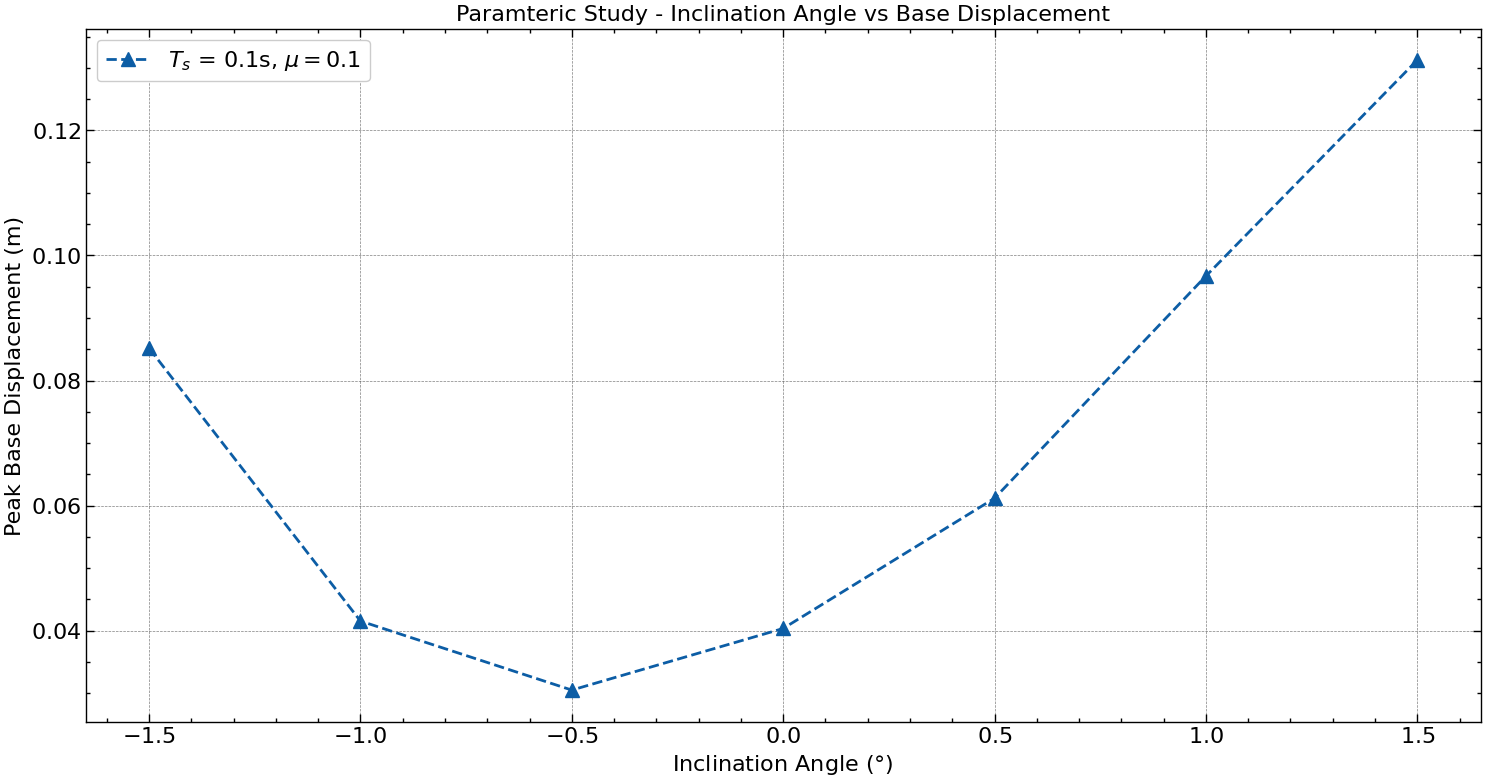 Paramteric Study - Inclination Angle vs Base Displacement
T_s = 0.1s, μ = 0.1
Peak Base Displacement (m)
0.12
0.10
0.08
0.06
0.04
−1.5 −1.0 −0.5 0.0 0.5 1.0 1.5
Inclination Angle (°)